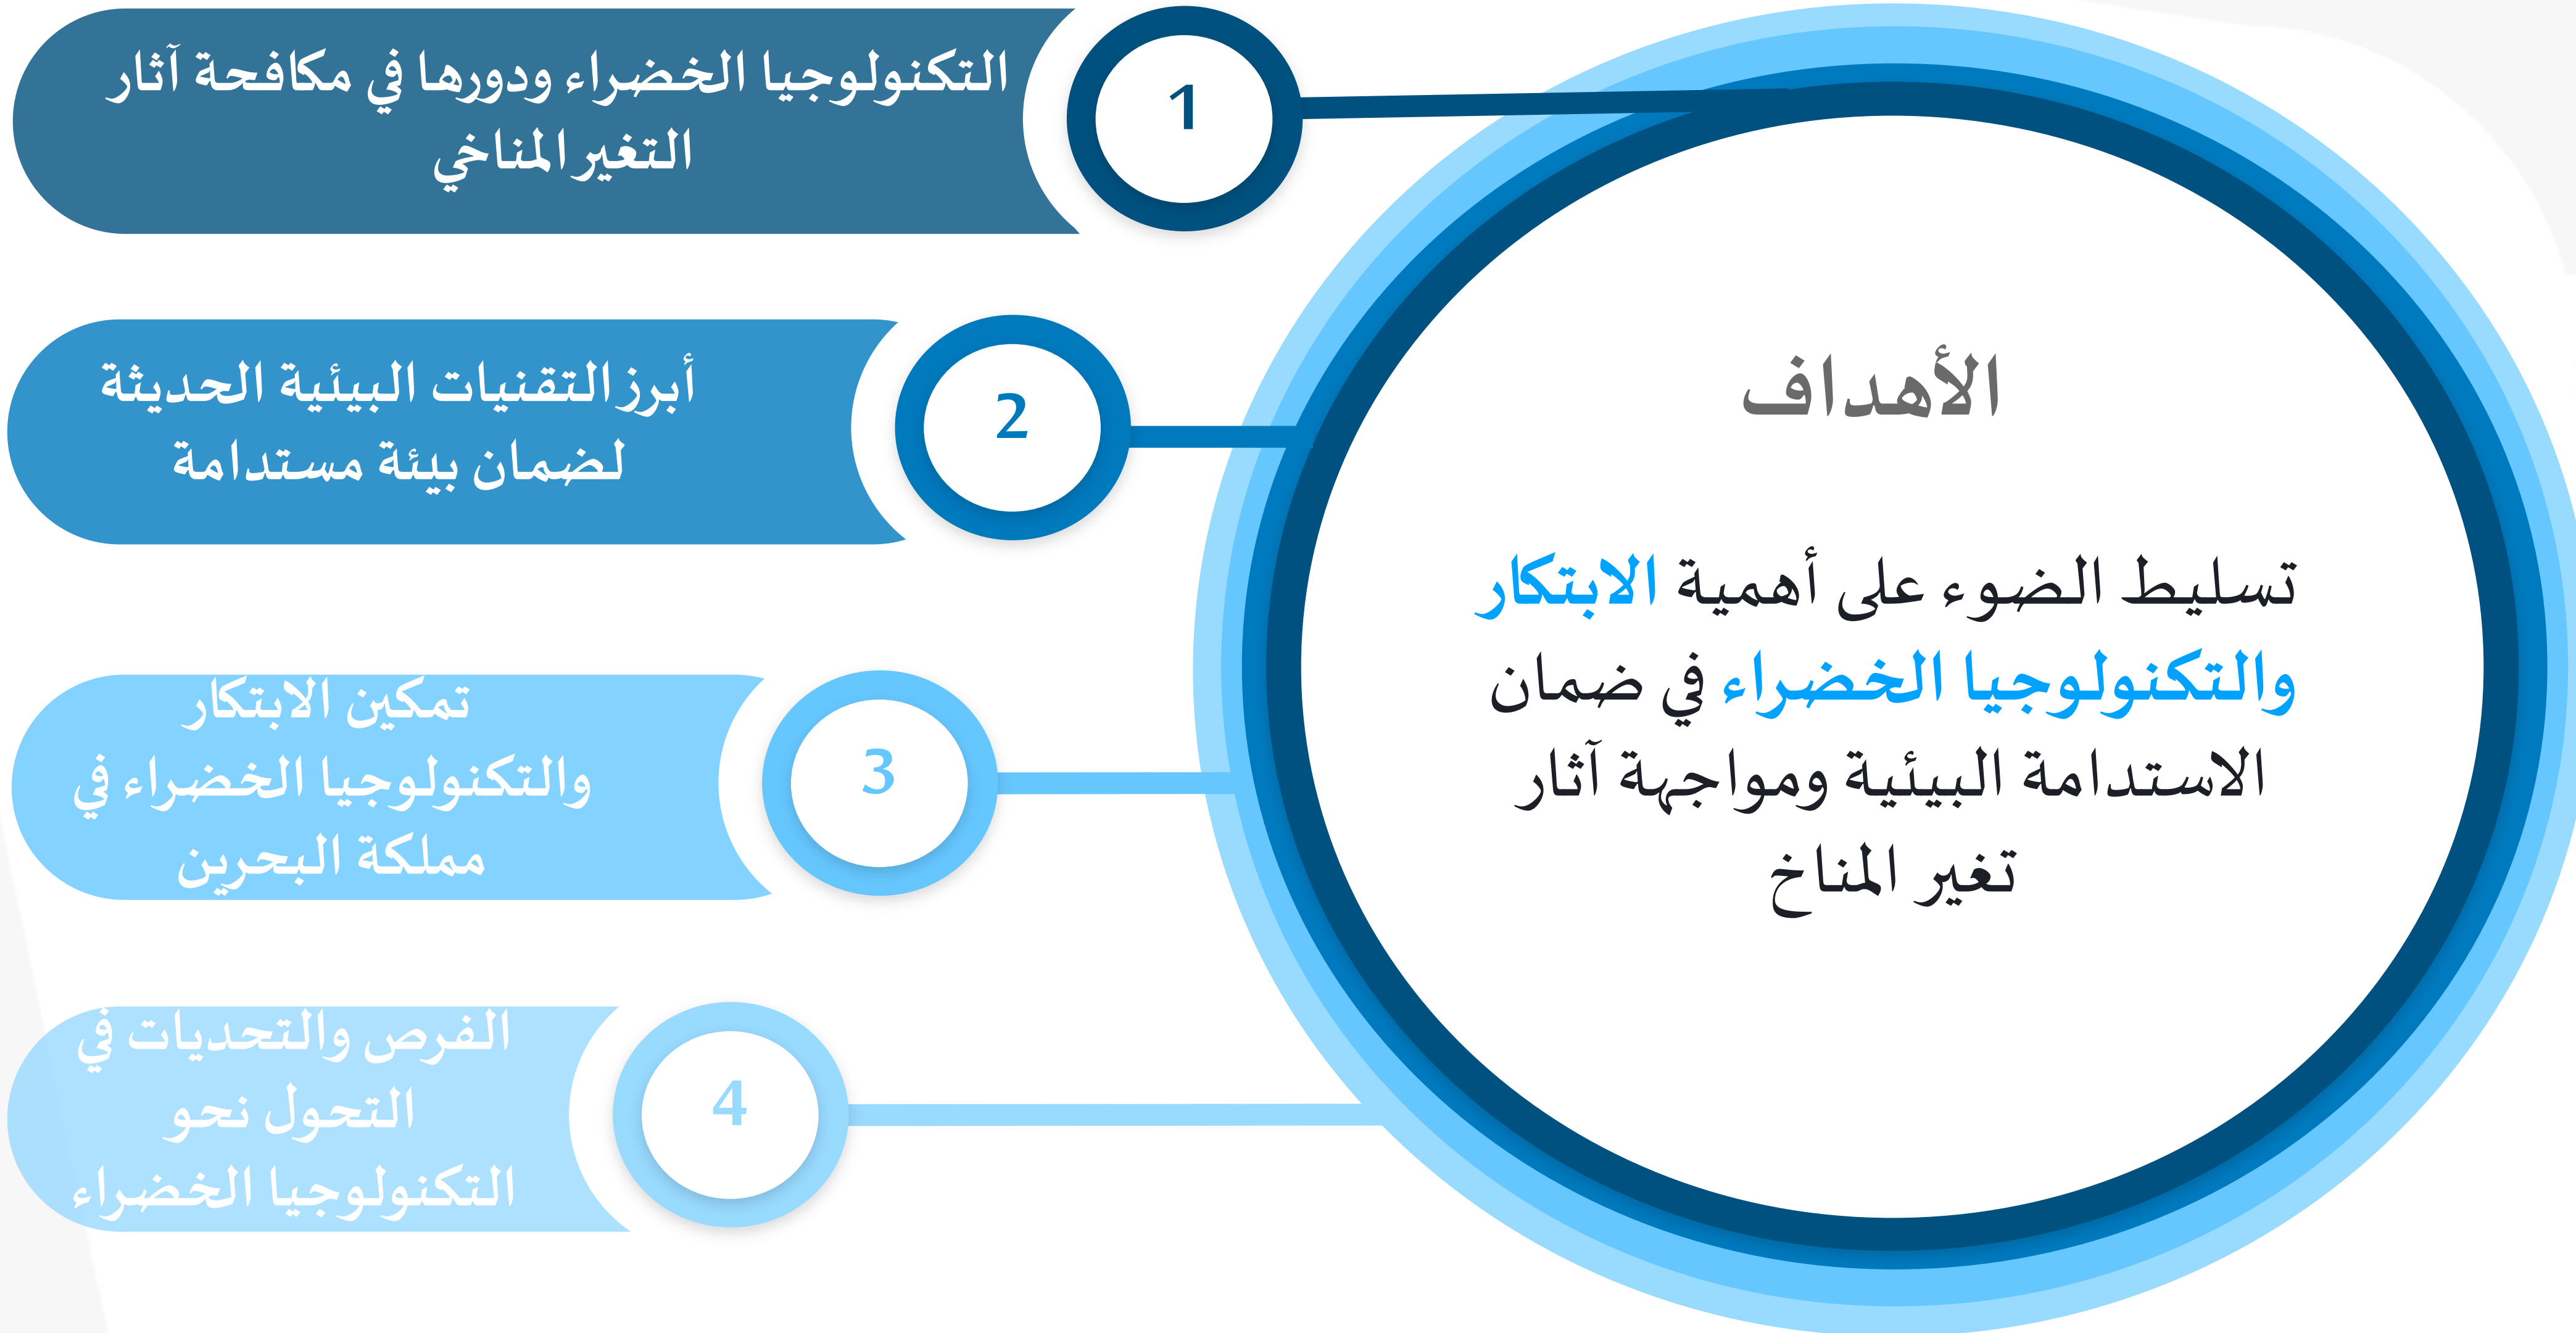 الأهداف
تسليط الضوء على أهمية الابتكار
والتكنولوجيا الخضراء في ضمان
الاستدامة البيئية ومواجهة آثار
تغير المناخ
1
التكنولوجيا الخضراء ودورها في مكافحة آثار
التغير المناخي
2
أبرز التقنيات البيئية الحديثة
لضمان بيئة مستدامة
3
تمكين الابتكار
والتكنولوجيا الخضراء في
مملكة البحرين
4
الفرص والتحديات في
التحول نحو
التكنولوجيا الخضراء